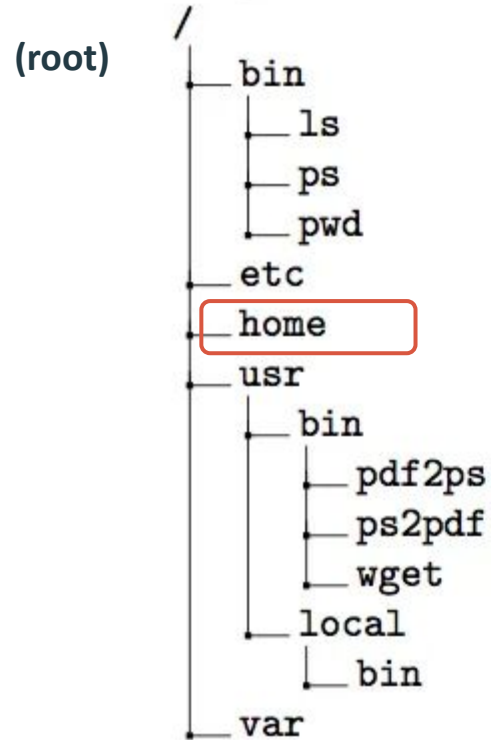 /
(root)
bin
ls
ps
pwd
etc
home
usr
bin
pdf2ps
ps2pdf
wget
local
bin
var